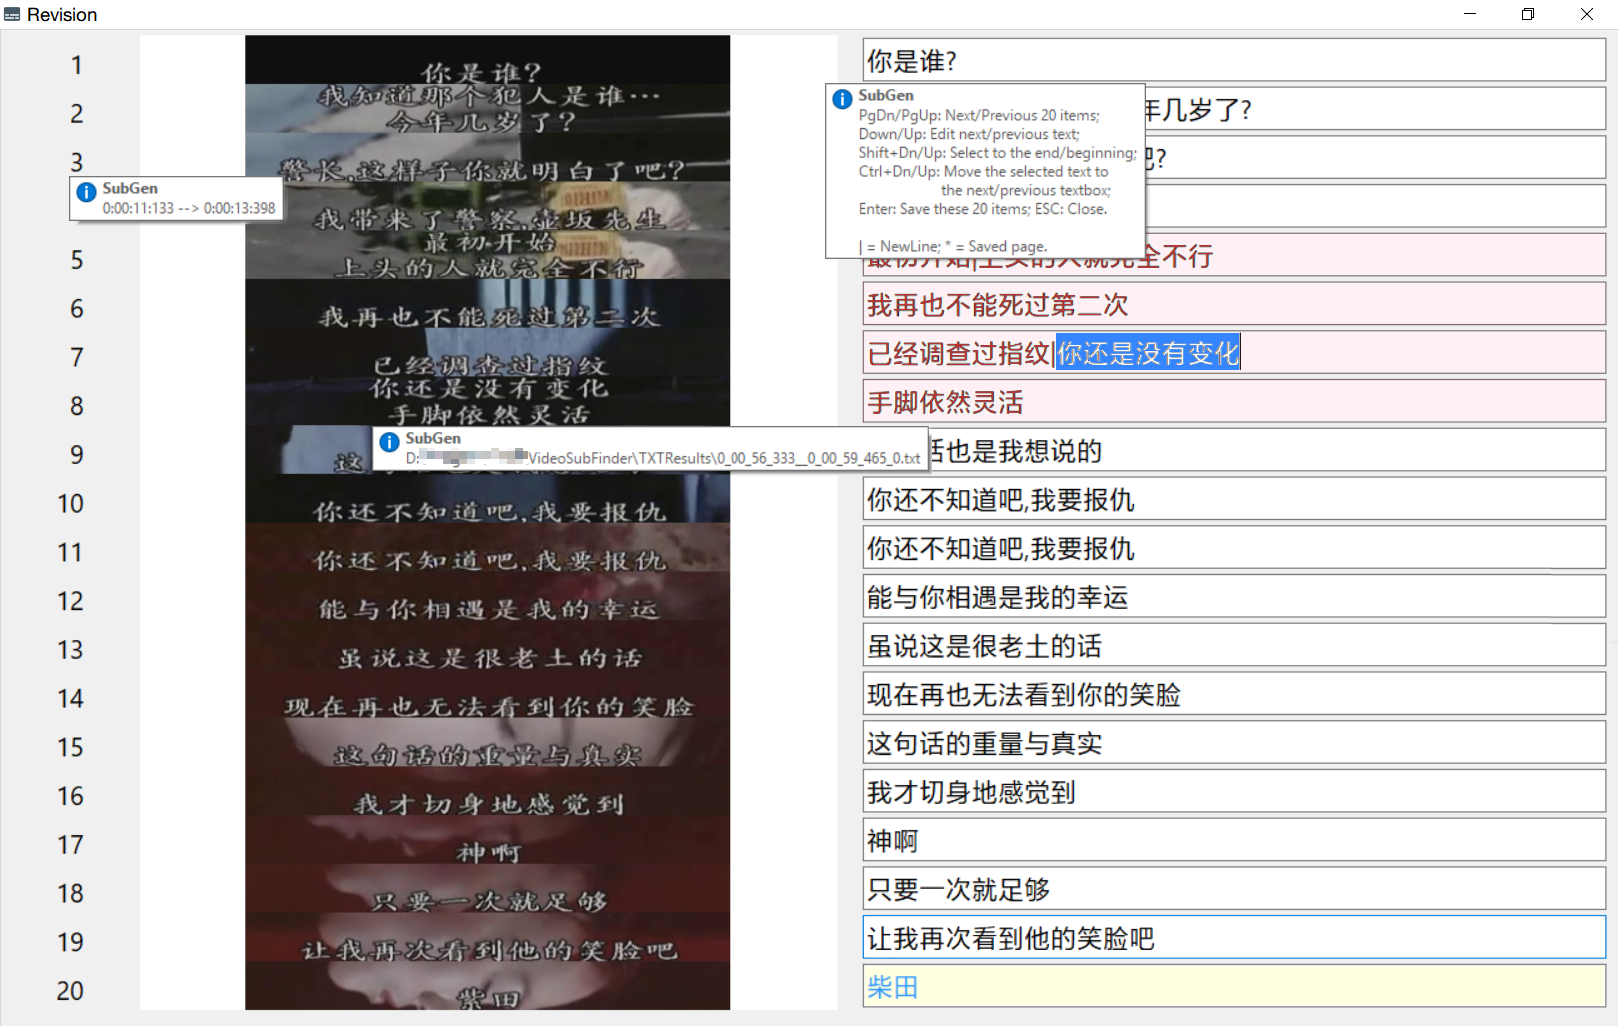 Revision
1
你是谁?
你是谁?
2
我知道那个犯人是谁…
今年几岁了?
年几岁了?
3
警长,这样子你就明白了吧?
吧?
SubGen
0:00:11:133 --> 0:00:13:398
我带来了警察,壶坂先生
SubGen
PgDn/PgUp: Next/Previous 20 items;
Down/Up: Edit next/previous text;
Shift+Dn/Up: Select to the end/beginning;
Ctrl+Dn/Up: Move the selected text to
the next/previous textbox;
Enter: Save these 20 items; ESC: Close.
| = NewLine; * = Saved page.
5
最初开始
上头的人就完全不行
最初开始|上头的人就完全不行
6
我再也不能死过第二次
我再也不能死过第二次
7
已经调查过指纹
你还是没有变化
已经调查过指纹|你还是没有变化
8
手脚依然灵活
手脚依然灵活
9
这
话也是我想说的
SubGen
D:\VideoSubFinder\TXTResults\0_00_56_333__0_00_59_465_0.txt
10
你还不知道吧,我要报仇
你还不知道吧,我要报仇
11
你还不知道吧,我要报仇
你还不知道吧,我要报仇
12
能与你相遇是我的幸运
能与你相遇是我的幸运
13
虽说这是很老土的话
虽说这是很老土的话
14
现在再也无法看到你的笑脸
现在再也无法看到你的笑脸
15
这句话的重量与真实
这句话的重量与真实
16
我才切身地感觉到
我才切身地感觉到
17
神啊
神啊
18
只要一次就足够
只要一次就足够
19
让我再次看到他的笑脸吧
让我再次看到他的笑脸吧
20
柴田
柴田